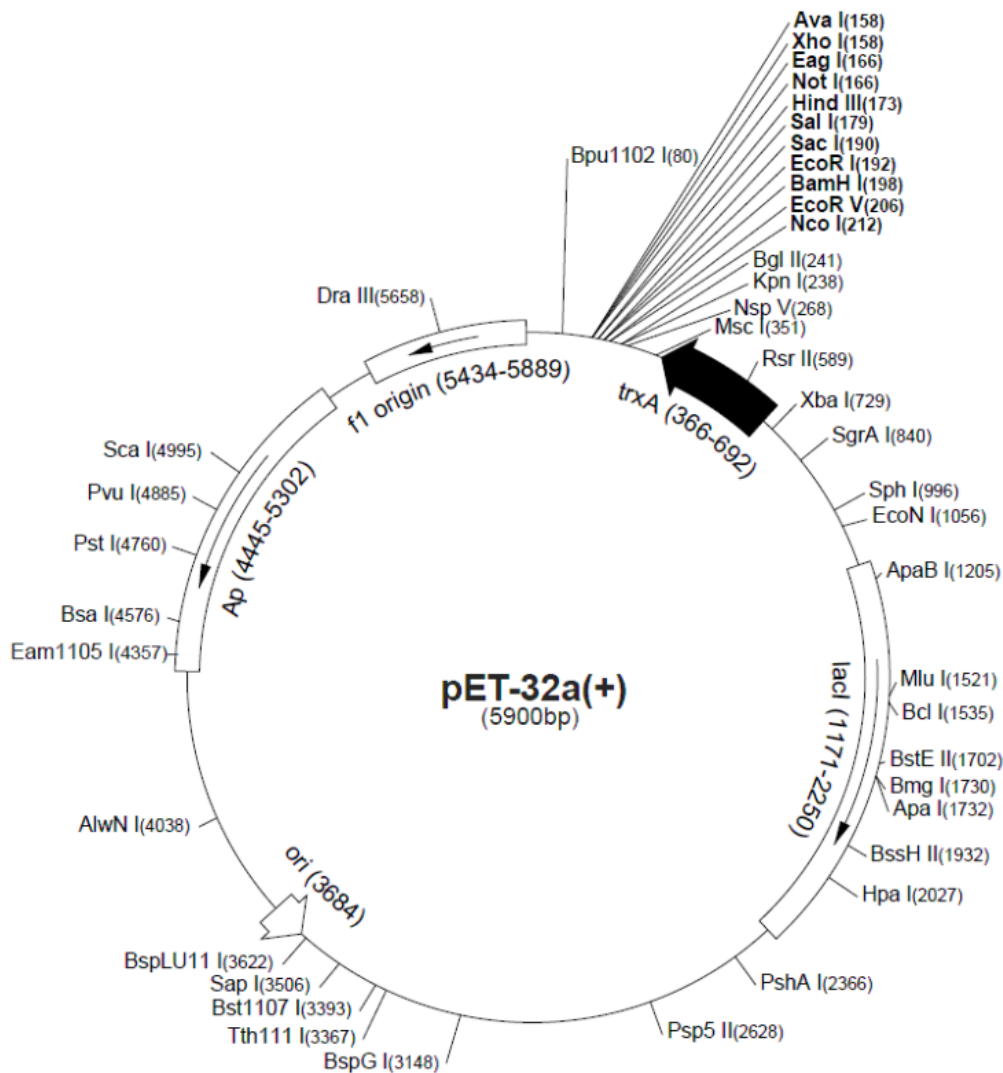 Ava I(158)
Xho I(158)
Eag I(166)
Not I(166)
Hind III(173)
Sal I(179)
Sac I(190)
EcoR I(192)
BamH I(198)
EcoR V(206)
Nco I(212)
Bpu1102 I(80)
Bgl II(241)
Kpn I(238)
Nsp V(268)
Msc I(351)
Rsr II(589)
Xba I(729)
SgrA I(840)
Sph I(996)
EcoN I(1056)
ApaB I(1205)
Mlu I(1521)
Bcl I(1535)
BstE II(1702)
Bmg I(1730)
Apa I(1732)
BssH II(1932)
Hpa I(2027)
PshA I(2366)
Psp5 II(2628)
BspG I(3148)
Tth111 I(3367)
Bst1107 I(3393)
Sap I(3506)
BspLU11 I(3622)
AlwN I(4038)
Eam1105 I(4357)
Bsa I(4576)
Pst I(4760)
Pvu I(4885)
Sca I(4995)
Dra III(5658)
f1 origin (5434-5889)
trxA (366-692)
lacI (1171-2250)
ori (3684)
Ap (4445-5302)
pET-32a(+)
(5900bp)